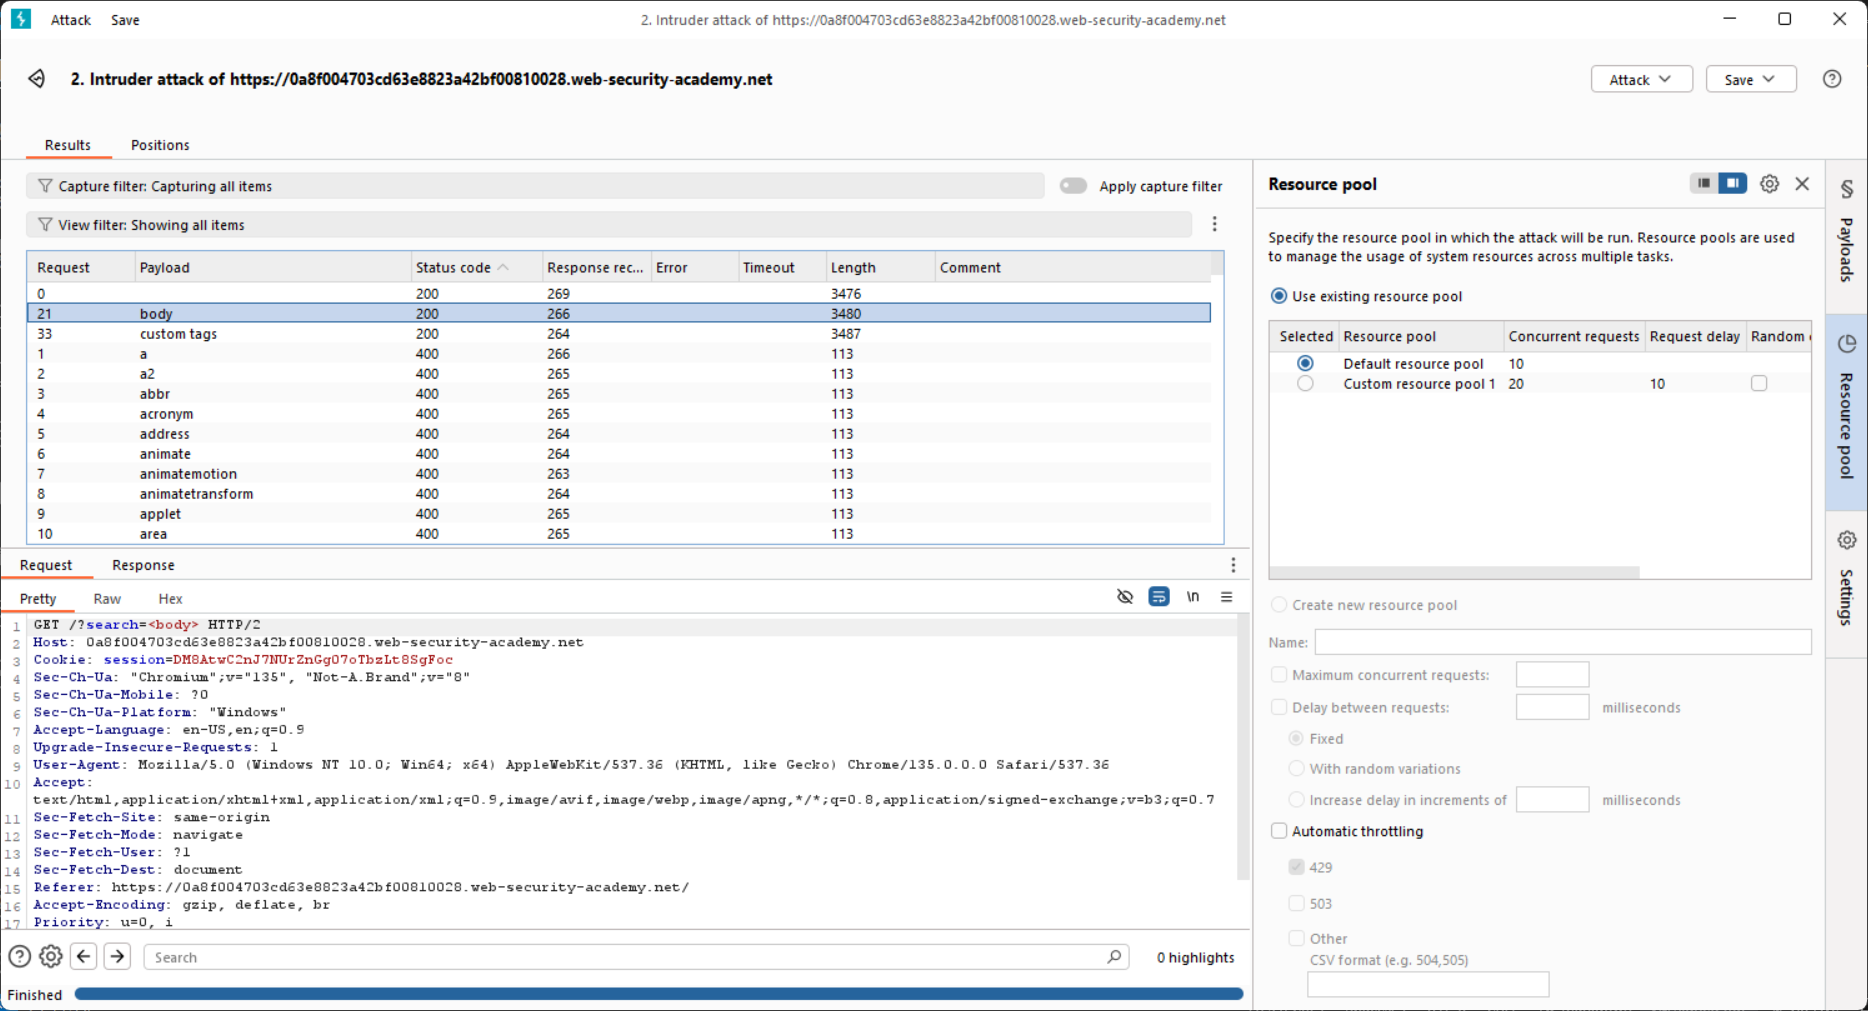 Attack Save 2. Intruder attack of https://0a8f004703cd63e8823a42bf00810028.web-security-academy.net
2. Intruder attack of https://0a8f004703cd63e8823a42bf00810028.web-security-academy.net Attack Save ?
Results Positions
Capture filter: Capturing all items Apply capture filter
View filter: Showing all items
Request Payload Status code Response rec... Error Timeout Length Comment
0 200 269 3476
21 body 200 266 3480
33 custom tags 200 264 3487
1 a 400 266 113
2 a2 400 265 113
3 abbr 400 265 113
4 acronym 400 265 113
5 address 400 264 113
6 animate 400 264 113
7 animatemotion 400 263 113
8 animatetransform 400 264 113
9 applet 400 265 113
10 area 400 265 113
Request Response
Pretty Raw Hex \n
1 GET /?search=<body> HTTP/2
2 Host: 0a8f004703cd63e8823a42bf00810028.web-security-academy.net
3 Cookie: session=DM8AtwC2nJ7NUrZnGgO7oTbzLt8SgFoc
4 Sec-Ch-Ua: "Chromium";v="135", "Not-A.Brand";v="8"
5 Sec-Ch-Ua-Mobile: ?0
6 Sec-Ch-Ua-Platform: "Windows"
7 Accept-Language: en-US,en;q=0.9
8 Upgrade-Insecure-Requests: 1
9 User-Agent: Mozilla/5.0 (Windows NT 10.0; Win64; x64) AppleWebKit/537.36 (KHTML, like Gecko) Chrome/135.0.0.0 Safari/537.36
10 Accept:
text/html,application/xhtml+xml,application/xml;q=0.9,image/avif,image/webp,image/apng,*/*;q=0.8,application/signed-exchange;v=b3;q=0.7
11 Sec-Fetch-Site: same-origin
12 Sec-Fetch-Mode: navigate
13 Sec-Fetch-User: ?1
14 Sec-Fetch-Dest: document
15 Referer: https://0a8f004703cd63e8823a42bf00810028.web-security-academy.net/
16 Accept-Encoding: gzip, deflate, br
17 Priority: u=0, i
? Search 0 highlights
Finished
Resource pool
Specify the resource pool in which the attack will be run. Resource pools are used
to manage the usage of system resources across multiple tasks.
Use existing resource pool
Selected Resource pool Concurrent requests Request delay Random
Default resource pool 10
Custom resource pool 1 20 10
Create new resource pool
Name:
Maximum concurrent requests:
Delay between requests: milliseconds
Fixed
With random variations
Increase delay in increments of milliseconds
Automatic throttling
429
503
Other
CSV format (e.g. 504,505)
§ Payloads
Resource pool
Settings